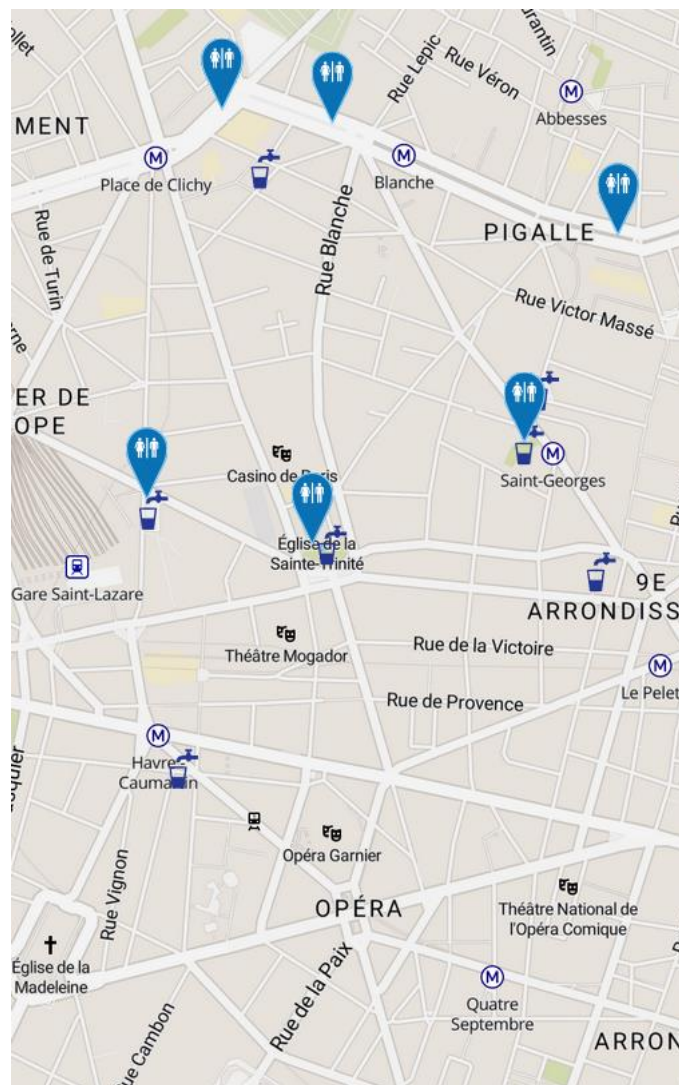 Rue Lepic
Rue Véron
M
Abbesses
MENT
M
Place de Clichy
M
Blanche
Rue de Turin
Rue Blanche
PIGALLE
Rue Victor Massé
ER DE
OPE
Casino de Paris
M
Saint-Georges
Église de la
Sainte-Trinité
Gare Saint-Lazare
9E
ARRONDISS
Théâtre Mogador
Rue de la Victoire
M
Le Pelet
Rue de Provence
M
Havre -
Caumartin
Opéra Garnier
Rue Vignon
OPÉRA
Théâtre National de
l'Opéra Comique
Église de la
Madeleine
Rue de la Paix
M
Quatre
Septembre
Rue Cambon
ARRON